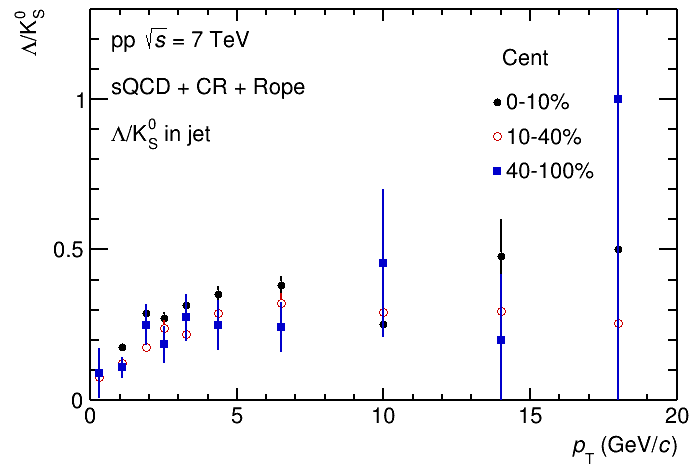 Λ/K⁰_S
pp √s = 7 TeV
sQCD + CR + Rope
Λ/K⁰_S in jet
Cent
0-10%
10-40%
40-100%
1
0.5
0
0 5 10 15 20
p_T (GeV/c)